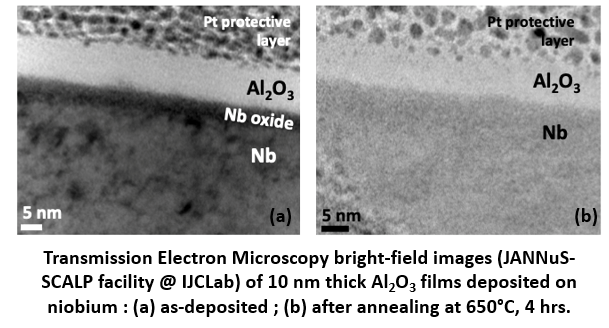 Pt protective
layer
Al₂O₃
Nb oxide
Nb
5 nm
(a)
Pt protective
layer
Al₂O₃
Nb
5 nm
(b)
Transmission Electron Microscopy bright-field images (JANNuS-
SCALP facility @ IJCLab) of 10 nm thick Al₂O₃ films deposited on
niobium : (a) as-deposited ; (b) after annealing at 650°C, 4 hrs.